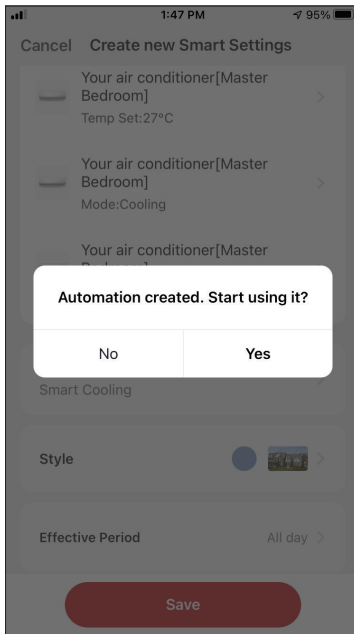 1:47 PM
95%
Cancel Create new Smart Settings
Your air conditioner[Master
Bedroom]
Temp Set:27°C
Your air conditioner[Master
Bedroom]
Mode:Cooling
Your air conditioner[Master
Automation created. Start using it?
No Yes
Smart Cooling
Style
Effective Period All day
Save